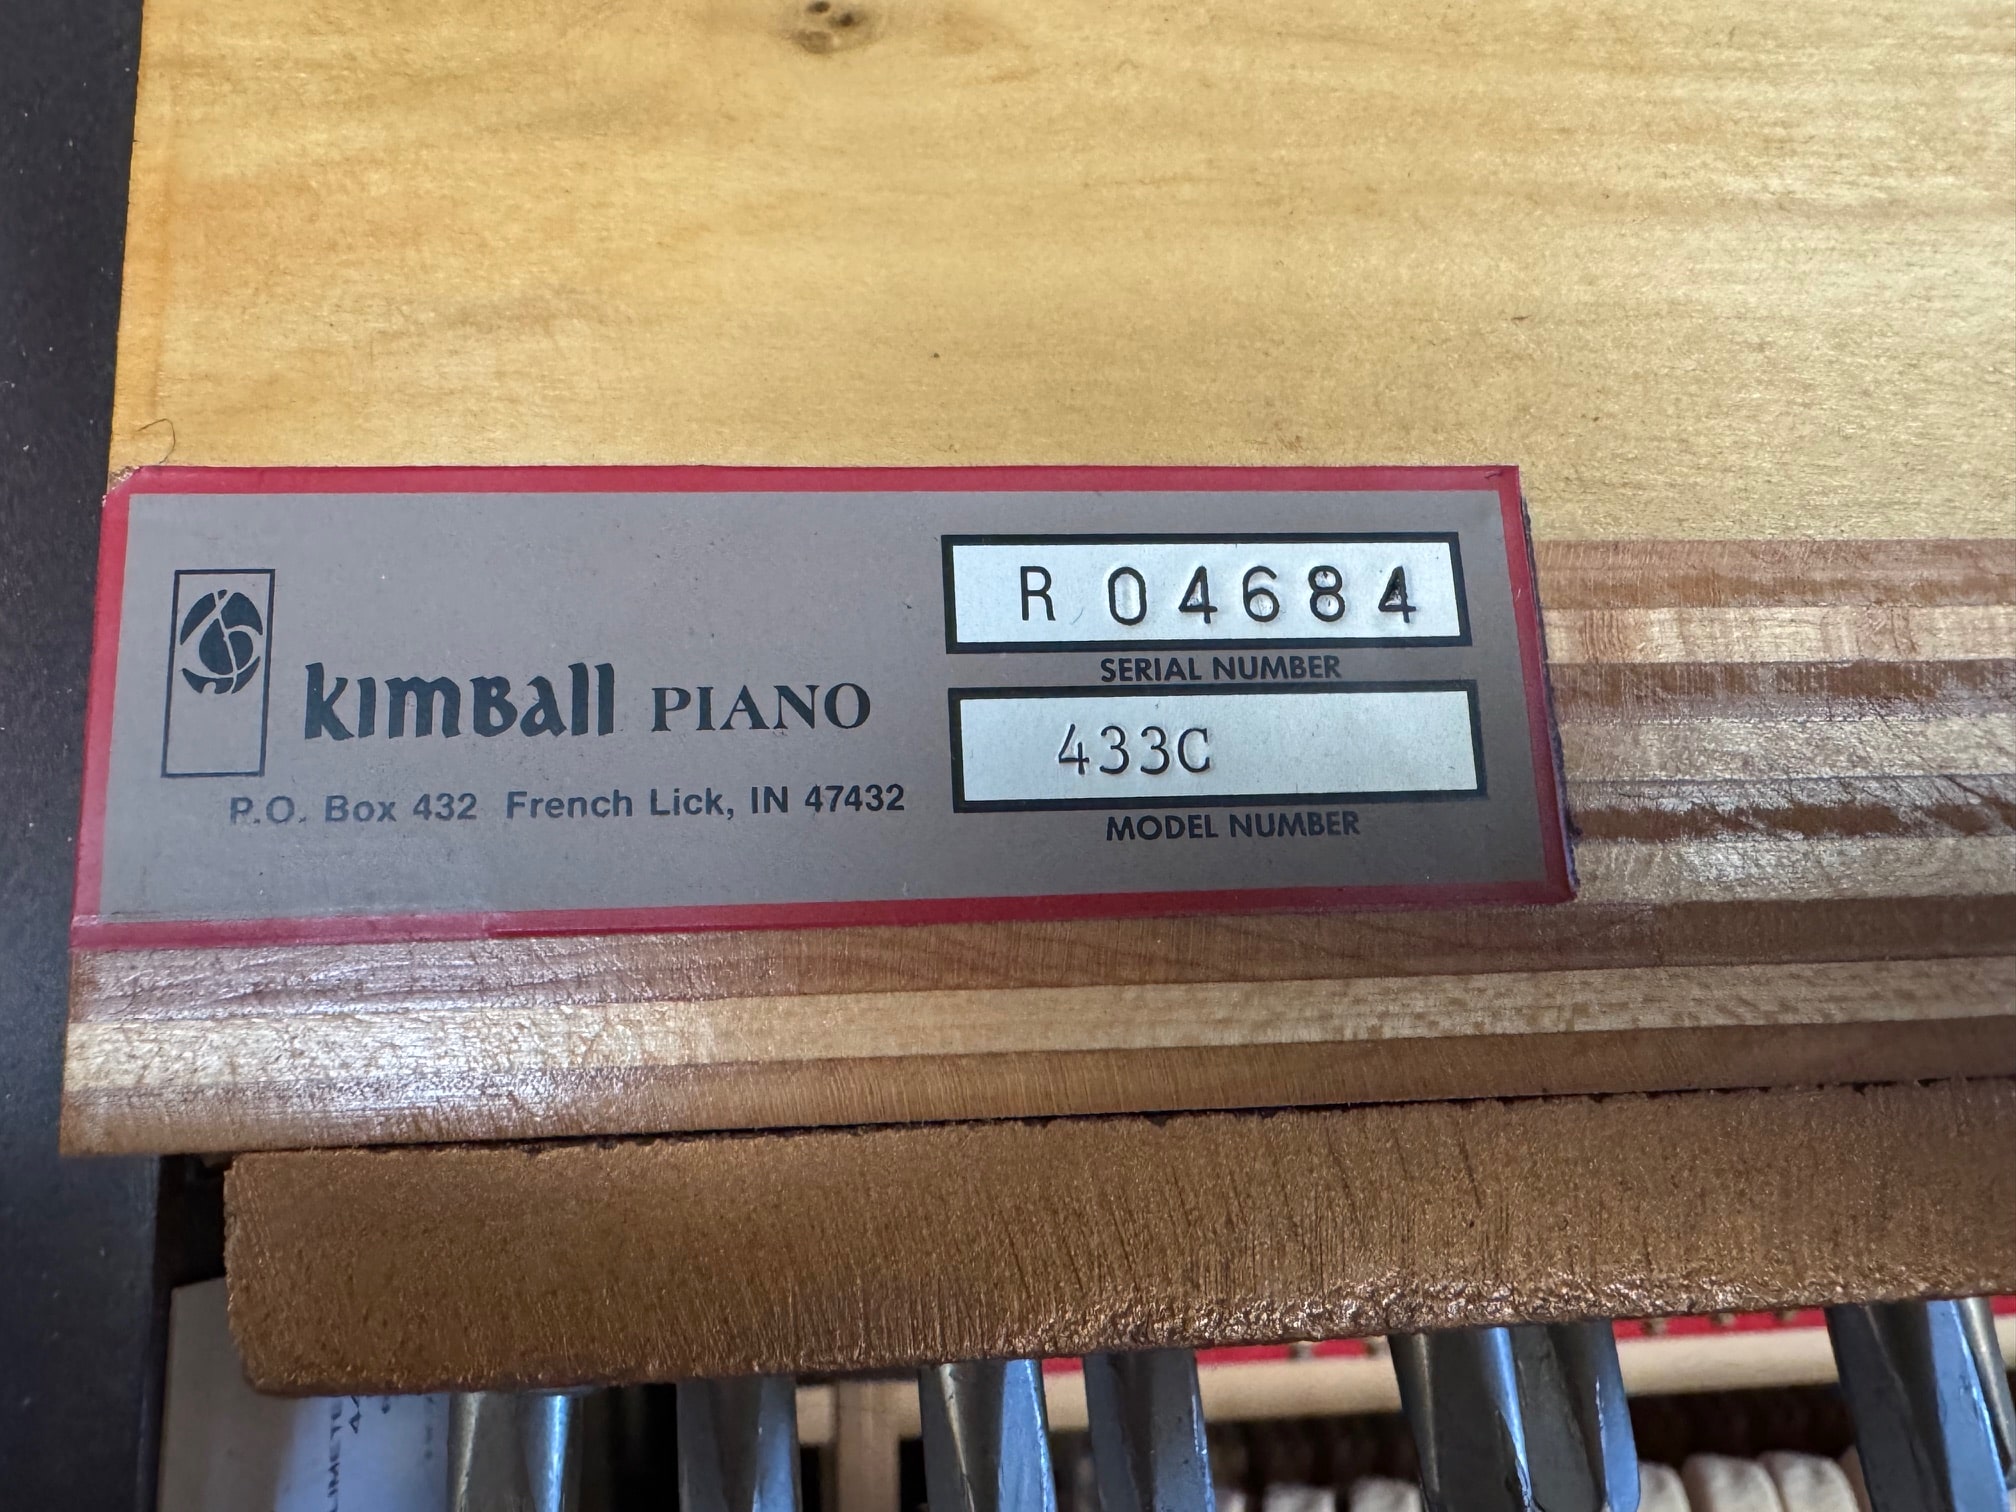 R 04684
SERIAL NUMBER
kimball PIANO
433C
P.O. Box 432 French Lick, IN 47432
MODEL NUMBER